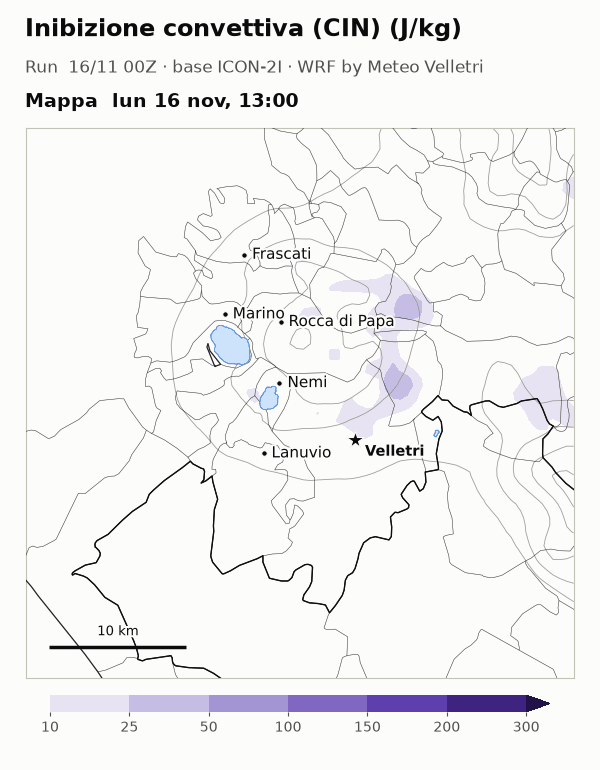 Inibizione convettiva (CIN) (J/kg)
Run  16/11 00Z · base ICON-2I · WRF by Meteo Velletri
Mappa  lun 16 nov, 13:00
Frascati
Marino
Rocca di Papa
Nemi
Velletri
Lanuvio
10 km
10 25 50 100 150 200 300